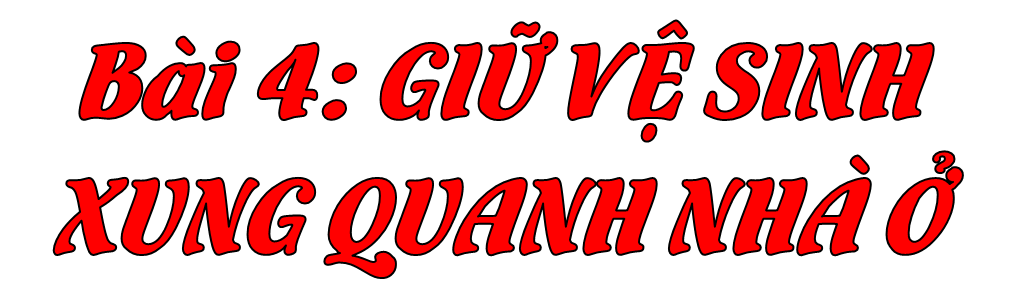 Bài 4: GIỮ VỆ SINH
XUNG QUANH NHÀ Ở